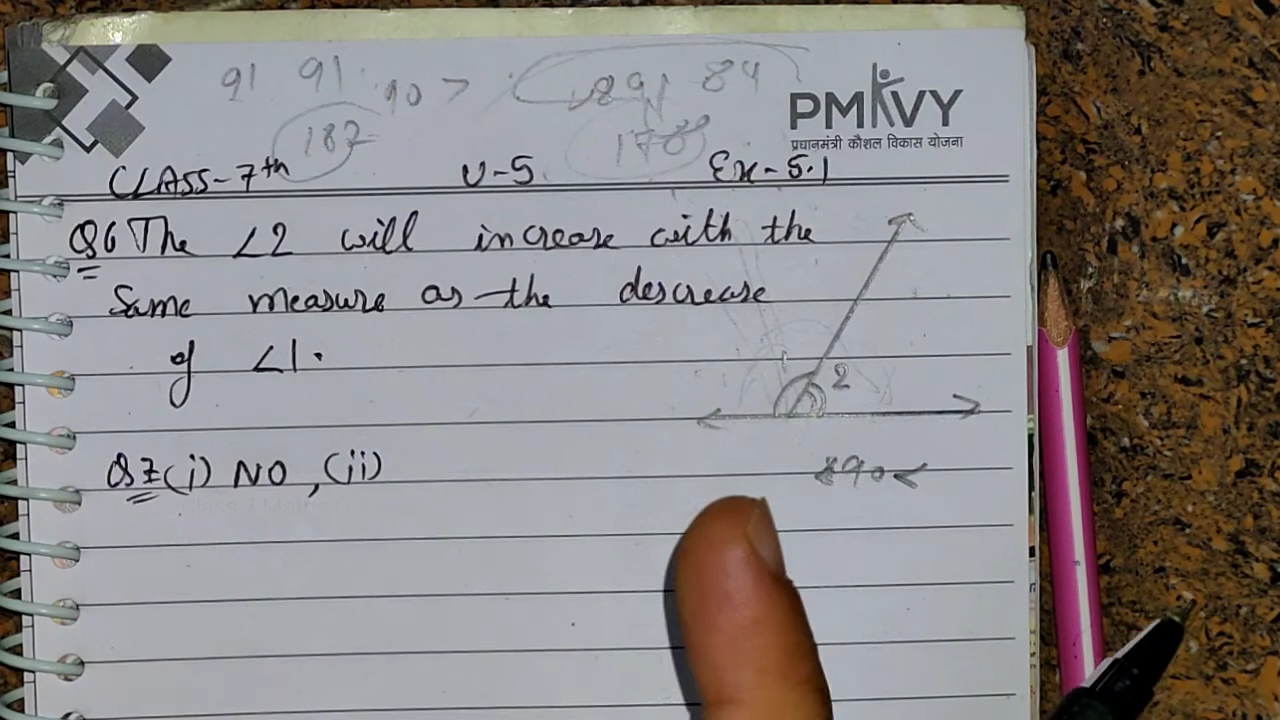 91 91 90 > 89 84
PMKVY
187 178
प्रधानमंत्री कौशल विकास योजना
CLASS-7th U-5 Ex-5.1
Q6 The ∠2 will increase with the
Same measure as the descrease
of ∠1.
2
Q7 (i) NO, (ii)